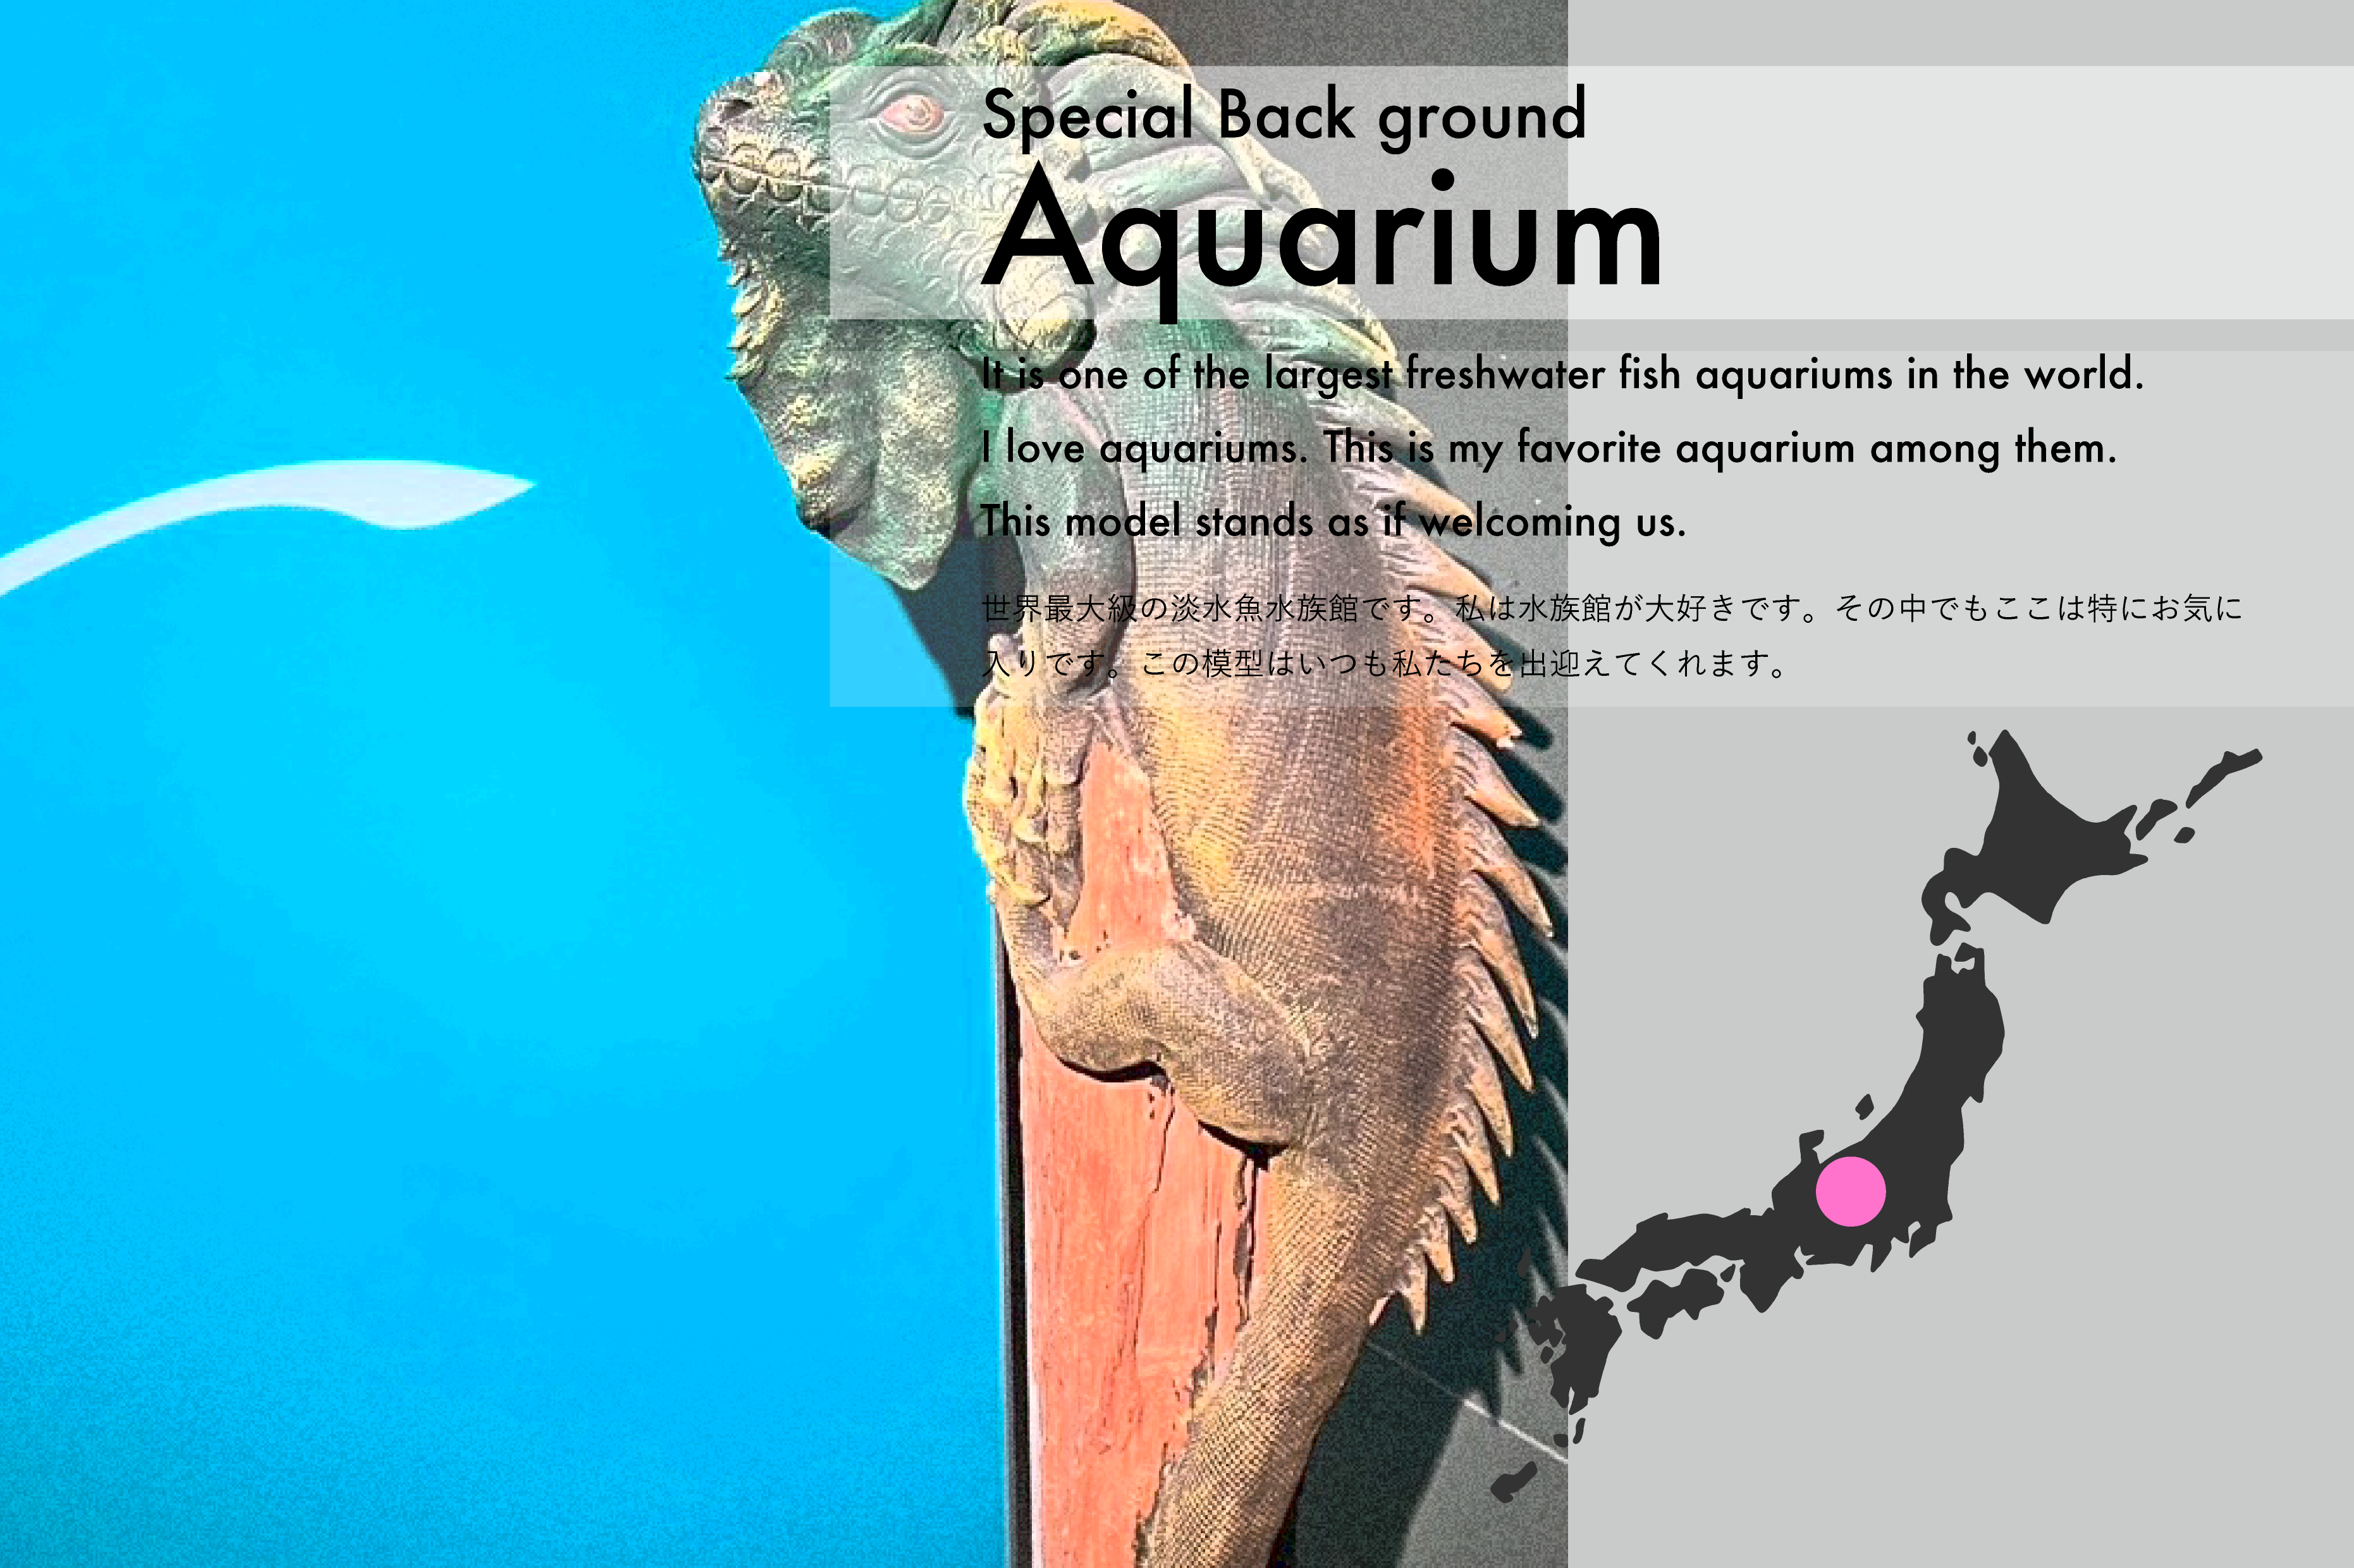 Special Back ground
Aquarium
It is one of the largest freshwater fish aquariums in the world.
I love aquariums. This is my favorite aquarium among them.
This model stands as if welcoming us.
世界最大級の淡水魚水族館です。私は水族館が大好きです。その中でもここは特にお気に
入りです。この模型はいつも私たちを出迎えてくれます。